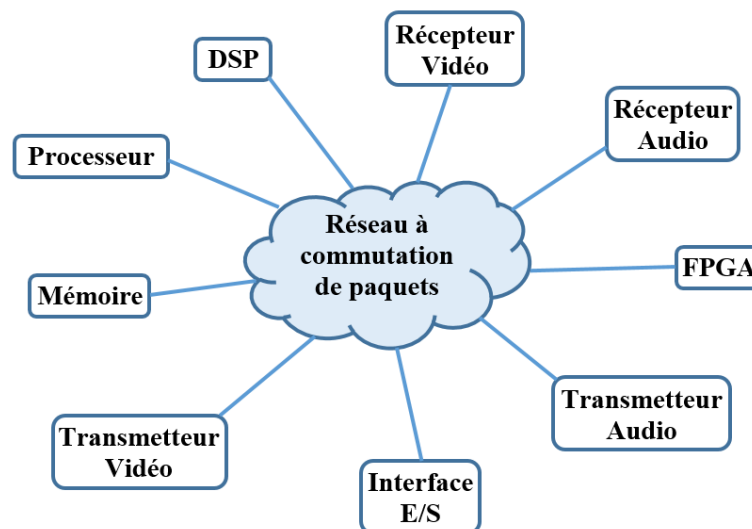 DSP
Récepteur
Vidéo
Récepteur
Audio
Processeur
Réseau à
commutation
de paquets
FPGA
Mémoire
Transmetteur
Audio
Transmetteur
Vidéo
Interface
E/S